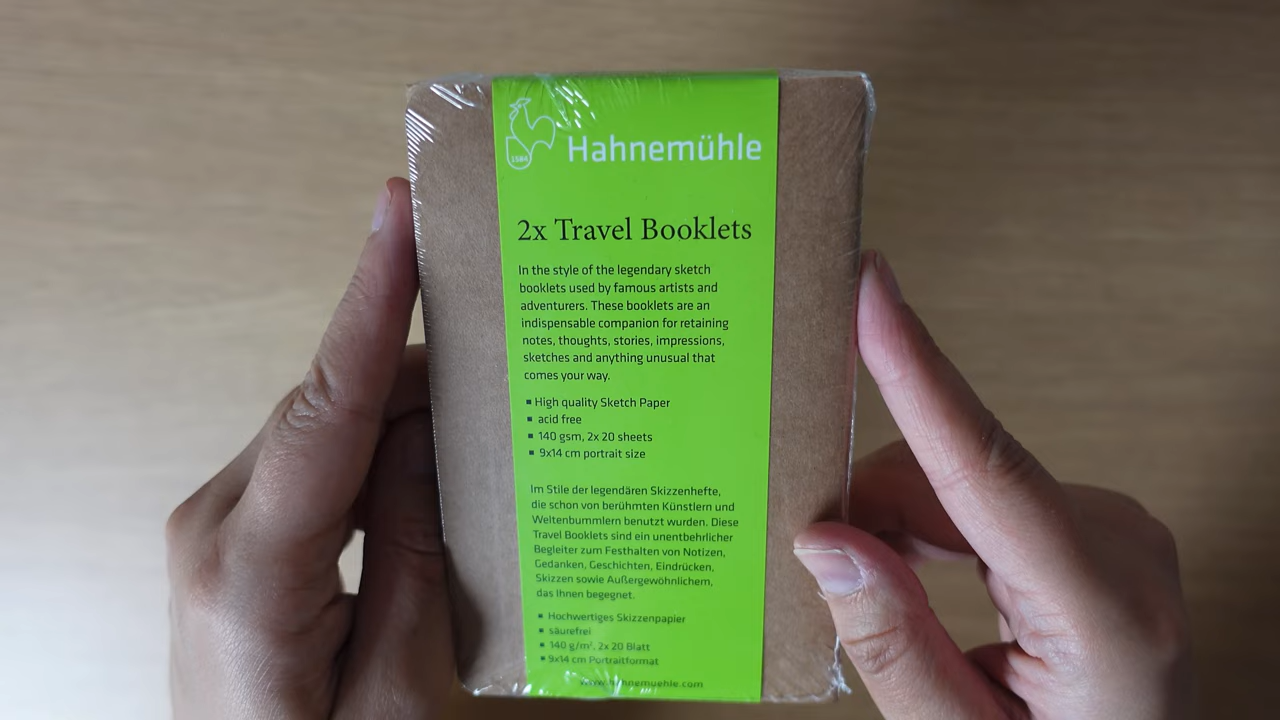 1584
Hahnemühle
2x Travel Booklets
In the style of the legendary sketch
booklets used by famous artists and
adventurers. These booklets are an
indispensable companion for retaining
notes, thoughts, stories, impressions,
sketches and anything unusual that
comes your way.
▪ High quality Sketch Paper
▪ acid free
▪ 140 gsm, 2x 20 sheets
▪ 9x14 cm portrait size
Im Stile der legendären Skizzenhefte,
die schon von berühmten Künstlern und
Weltenbummlern benutzt wurden. Diese
Travel Booklets sind ein unentbehrlicher
Begleiter zum Festhalten von Notizen,
Gedanken, Geschichten, Eindrücken,
Skizzen sowie Außergewöhnlichem,
das Ihnen begegnet.
▪ Hochwertiges Skizzenpapier
▪ säurefrei
▪ 140 g/m², 2x 20 Blatt
▪ 9x14 cm Portraitformat
www.hahnemuehle.com